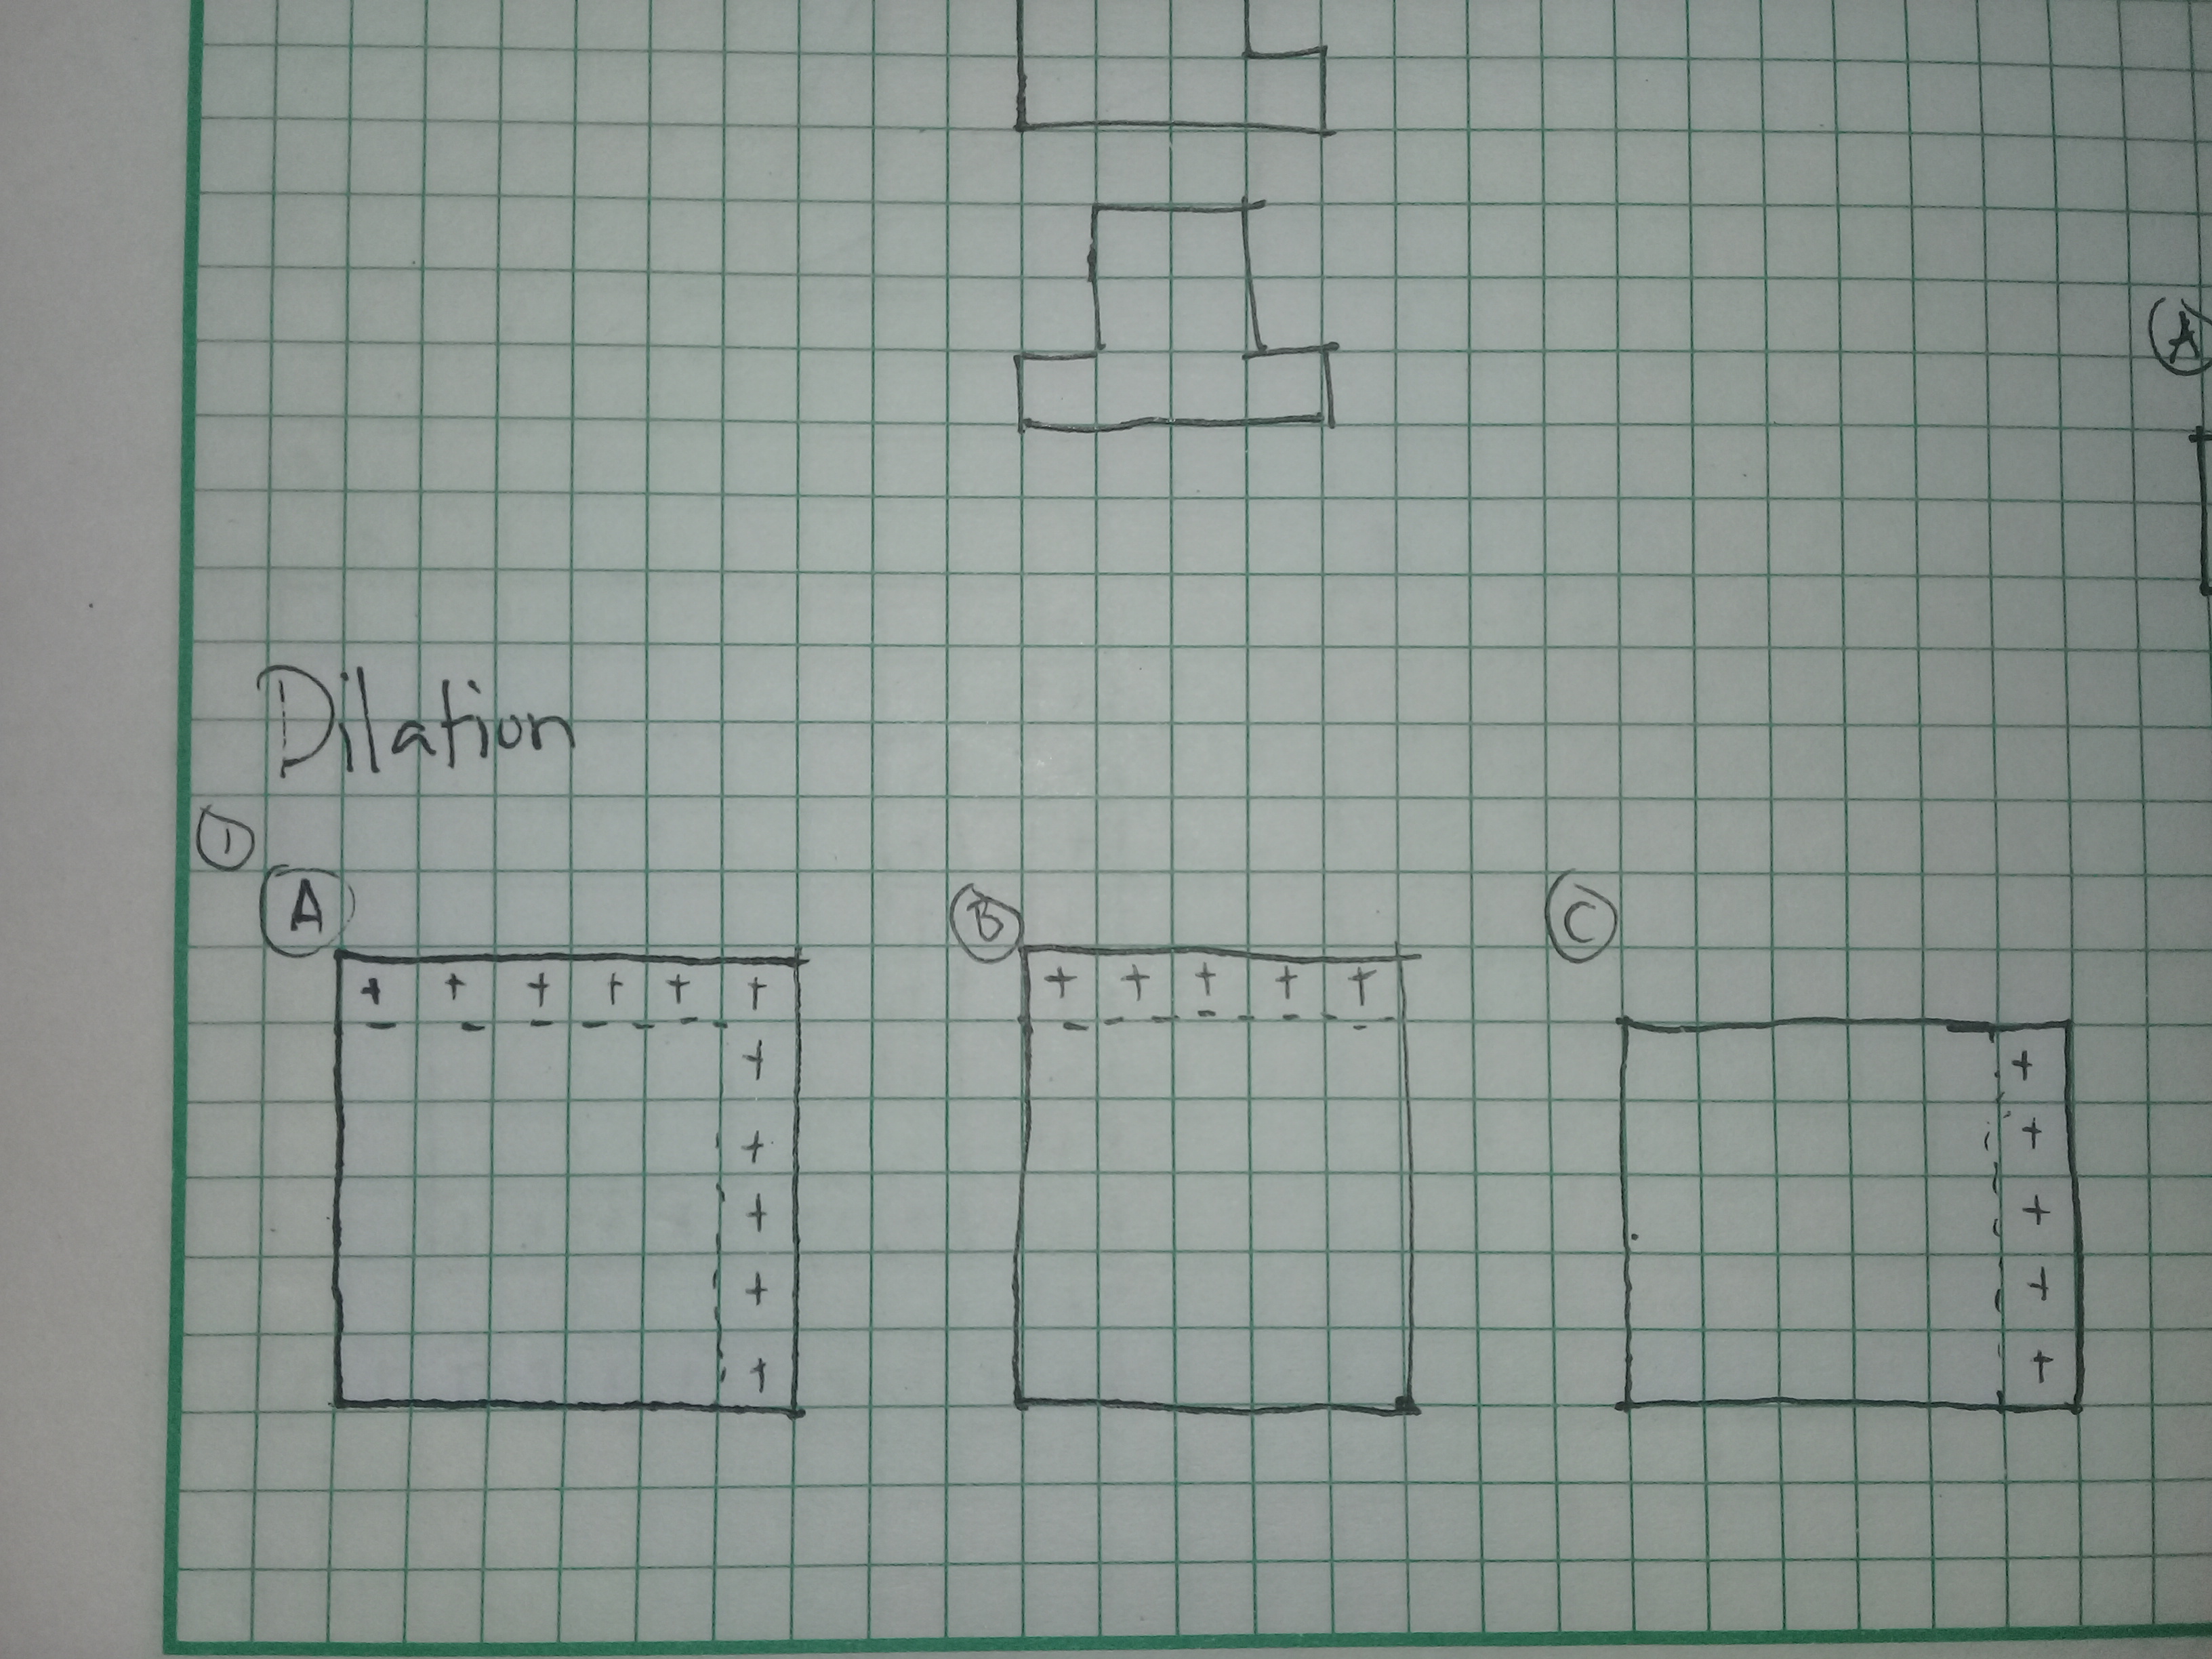 A
Dilation
1
A B C
+ + + + + + + + + + +
+ +
+ +
+ +
+ +
+ +